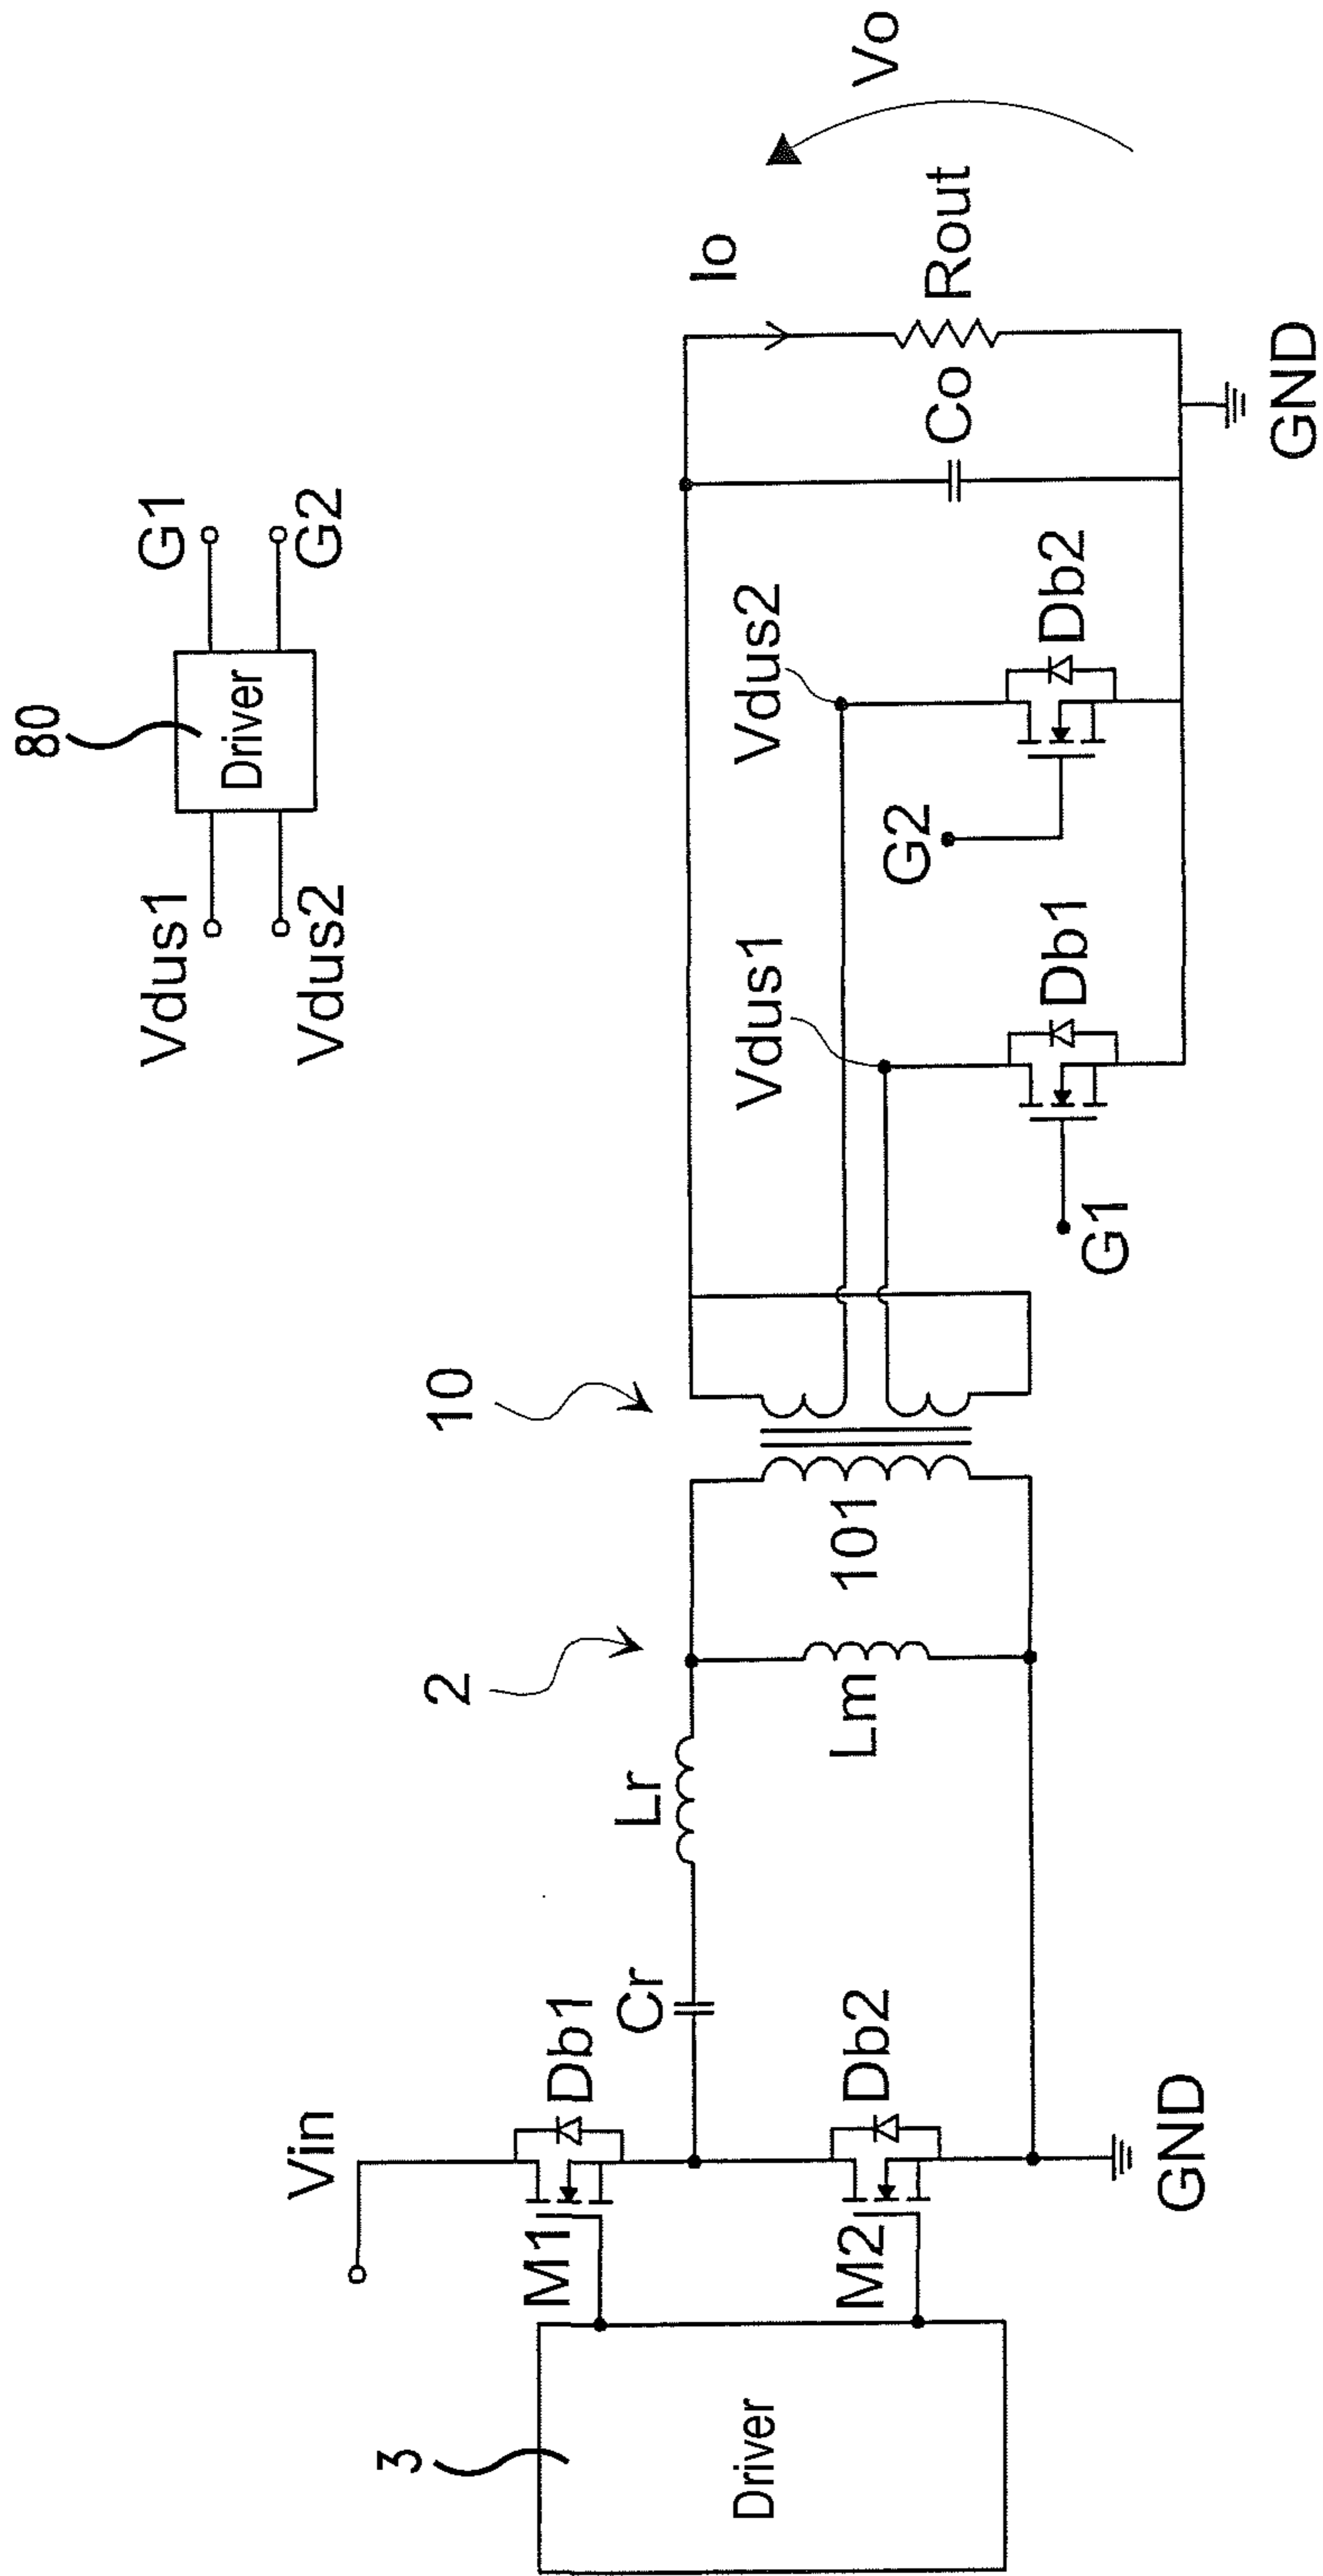 80
Vdus1
G1
Driver
Vdus2
G2
Vin
M1
Db1
Cr
Lr
2
10
Io
Vo
3
Driver
M2
Db2
Lm
101
Vdus1
Vdus2
G2
Co
Rout
G1
Db1
Db2
GND
GND